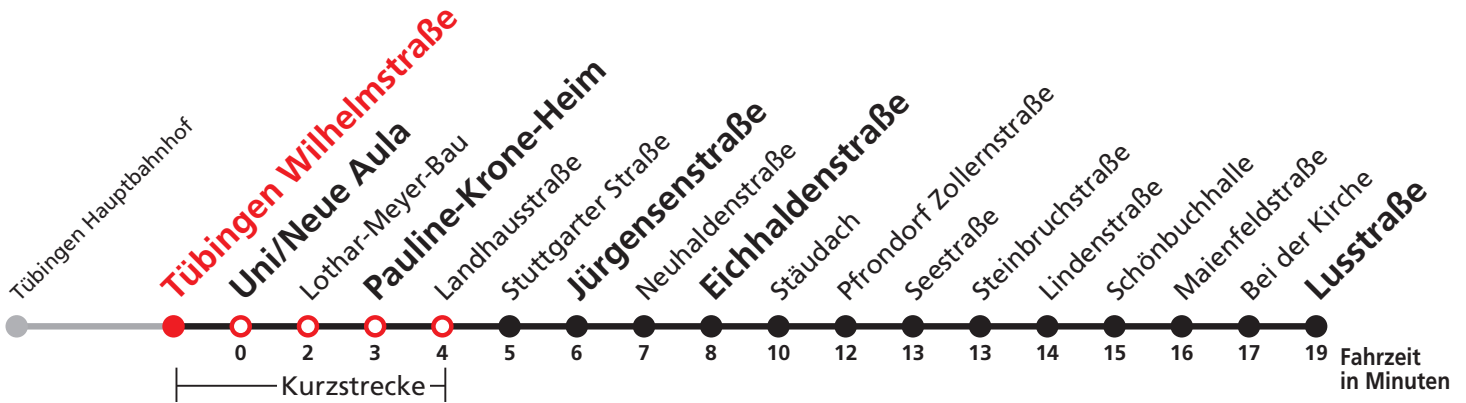 Tübingen Hauptbahnhof
Tübingen Wilhelmstraße
Uni/Neue Aula
Lothar-Meyer-Bau
Pauline-Krone-Heim
Landhausstraße
Stuttgarter Straße
Jürgensenstraße
Neuhaldenstraße
Eichhaldenstraße
Stäudach
Pfrondorf Zollernstraße
Seestraße
Steinbruchstraße
Lindenstraße
Schönbuchhalle
Maienfeldstraße
Bei der Kirche
Lusstraße
0 2 3 4 5 6 7 8 10 12 13 13 14 15 16 17 19 Fahrzeit
in Minuten
Kurzstrecke